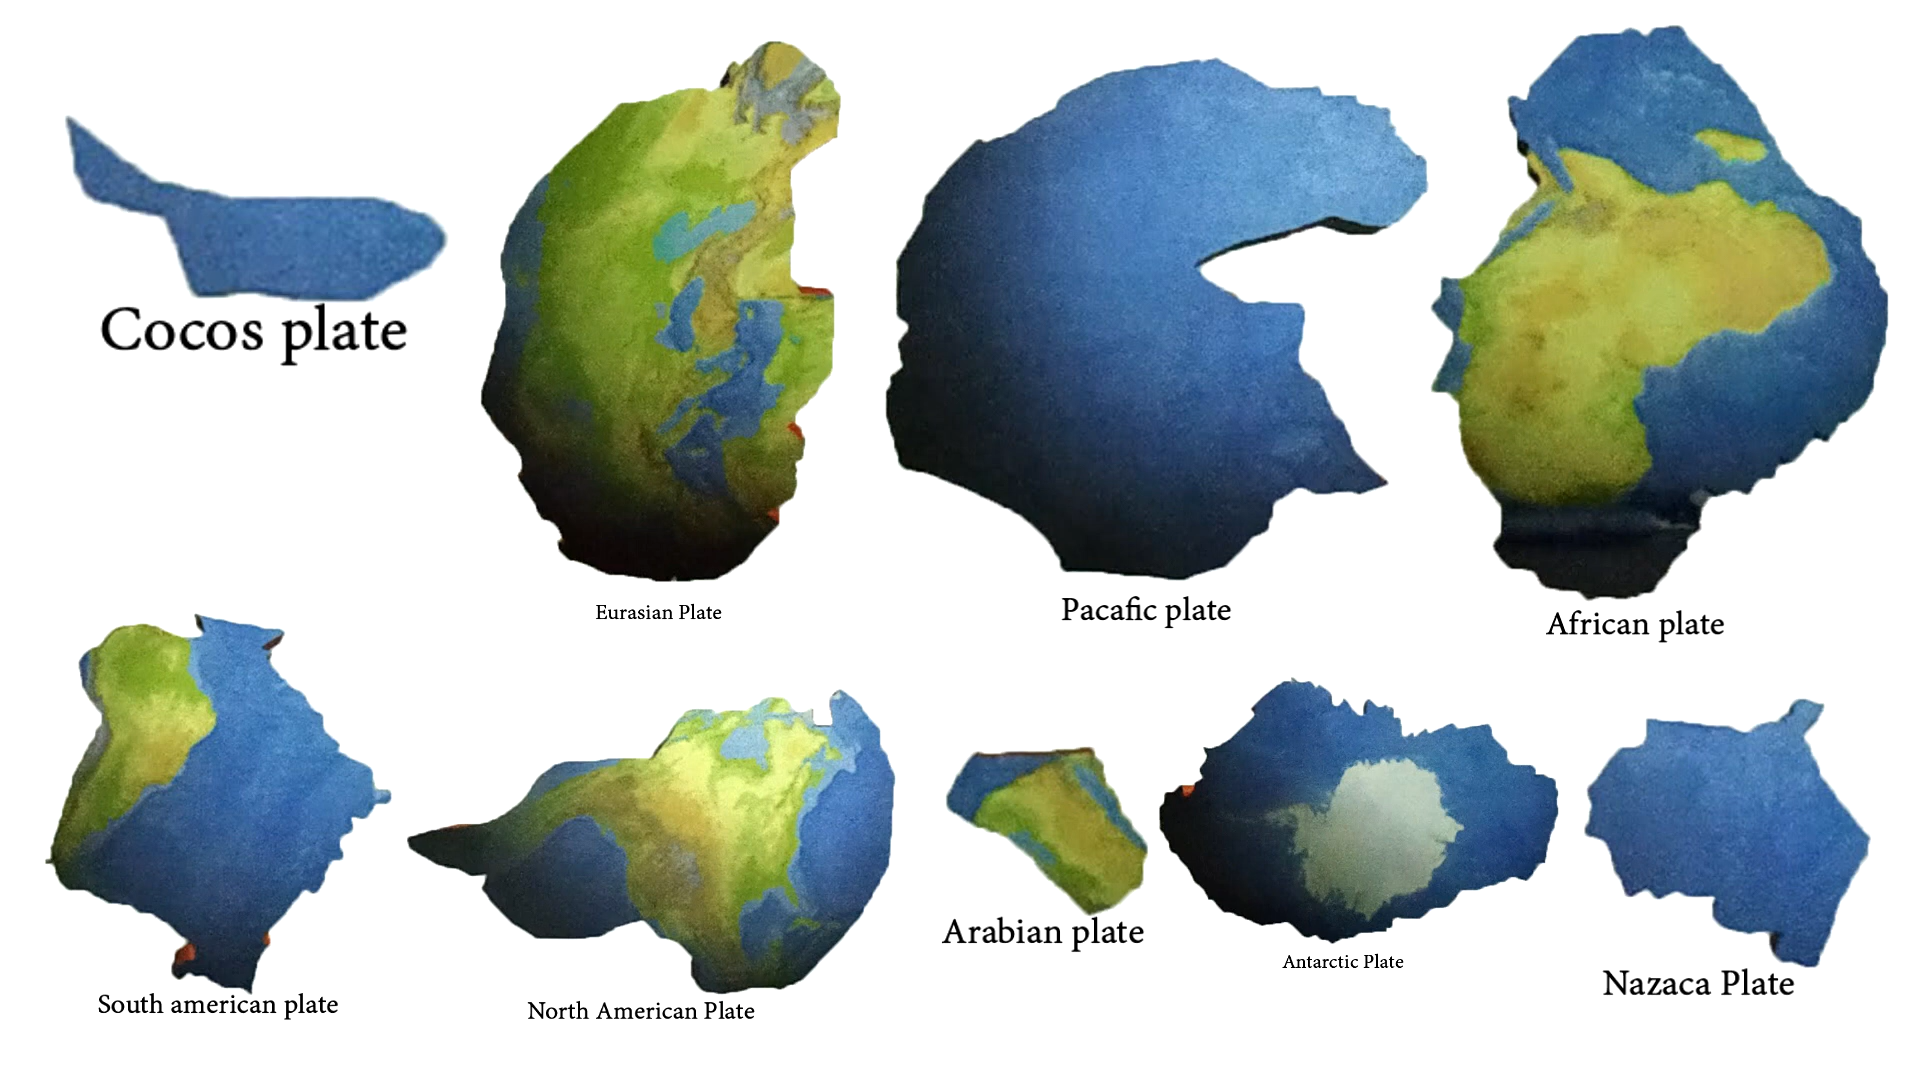 Cocos plate
Eurasian Plate
Pacafic plate
African plate
South american plate
North American Plate
Arabian plate
Antarctic Plate
Nazaca Plate